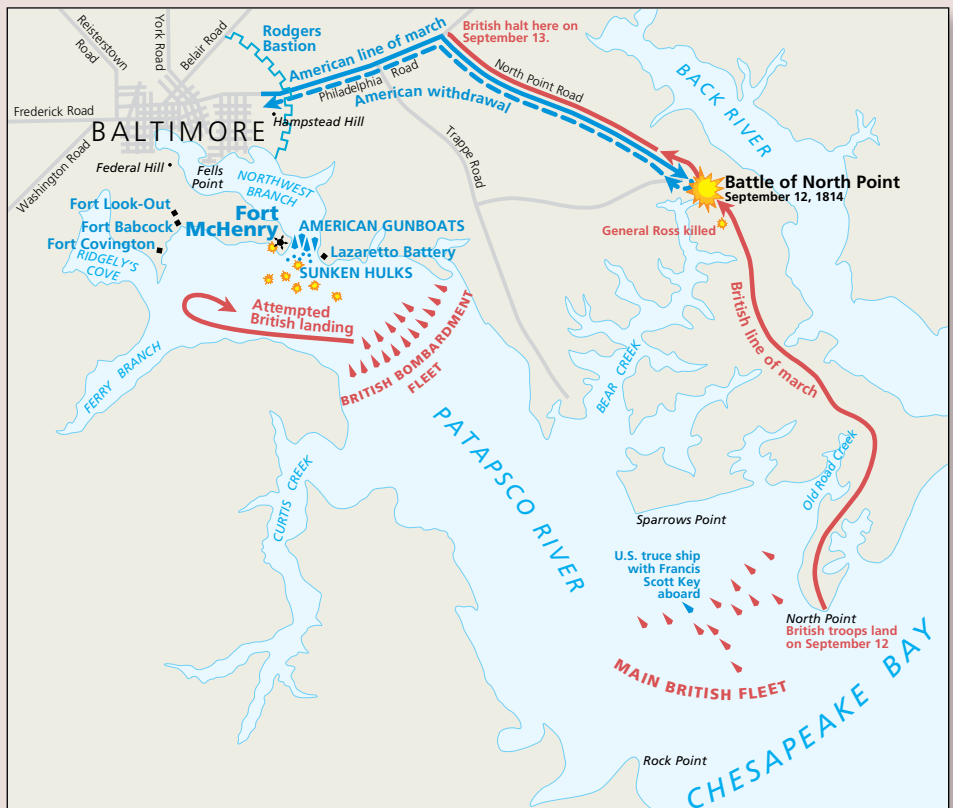 Reisterstown
Road
York Road
Belair Road
Rodgers
Bastion
American line of march
Philadelphia Road
American withdrawal
British halt here on
September 13.
North Point Road
BACK RIVER
Frederick Road
BALTIMORE
Hampstead Hill
Washington Road
Federal Hill
Fells
Point
NORTHWEST
BRANCH
Trappe Road
Battle of North Point
September 12, 1814
General Ross killed
Fort Look-Out
Fort Babcock
Fort Covington
RIDGELY'S
COVE
Fort
McHENRY
AMERICAN GUNBOATS
Lazaretto Battery
SUNKEN HULKS
Attempted
British landing
BRITISH BOMBARDMENT
FLEET
British line of march
FERRY BRANCH
BEAR CREEK
PATAPSCO RIVER
CURTIS CREEK
Old Road Creek
Sparrows Point
U.S. truce ship
with Francis
Scott Key
aboard
North Point
British troops land
on September 12
MAIN BRITISH FLEET
Rock Point
CHESAPEAKE BAY